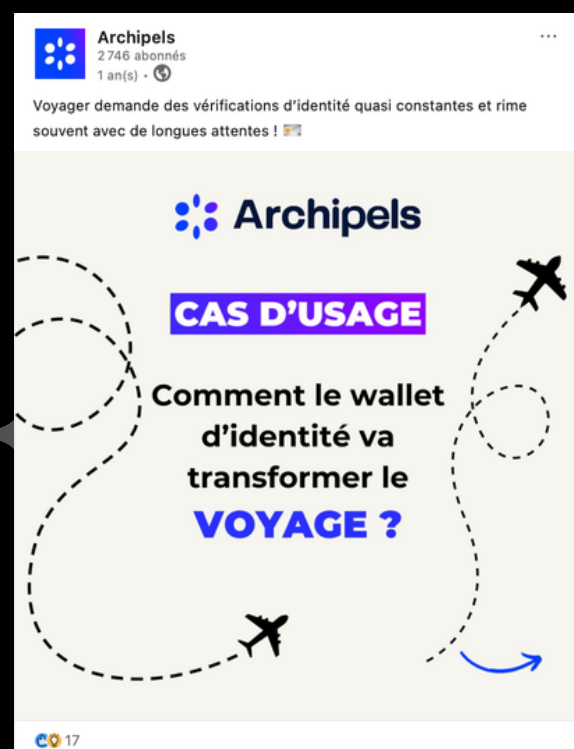 Archipels
2 746 abonnés
1 an(s) •
Voyager demande des vérifications d’identité quasi constantes et rime
souvent avec de longues attentes ! 🪪
Archipels
CAS D’USAGE
Comment le wallet
d’identité va
transformer le
VOYAGE ?
17